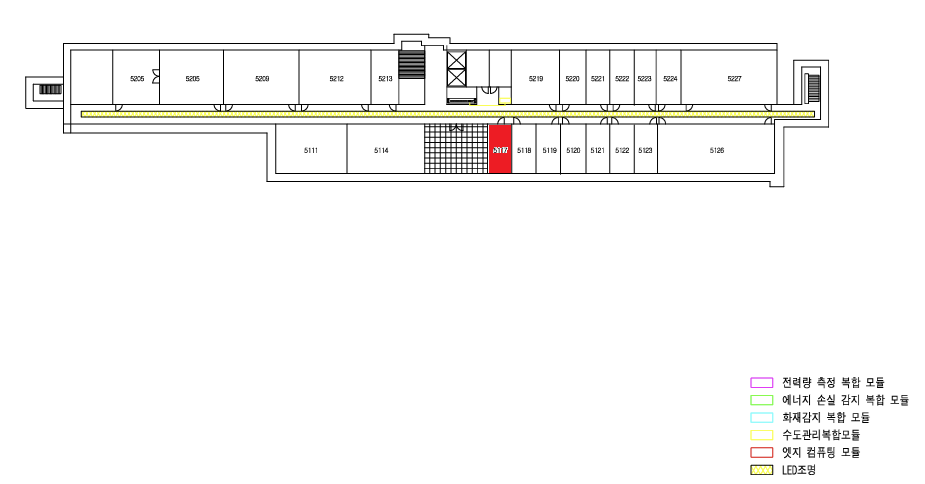 5205 5205 5209 5212 5213 5219 5220 5221 5222 5223 5224 5227
5111 5114 5117 5118 5119 5120 5121 5122 5123 5126
전력량 측정 복합 모듈
에너지 손실 감지 복합 모듈
화재감지 복합 모듈
수도관리복합모듈
엣지 컴퓨팅 모듈
LED조명